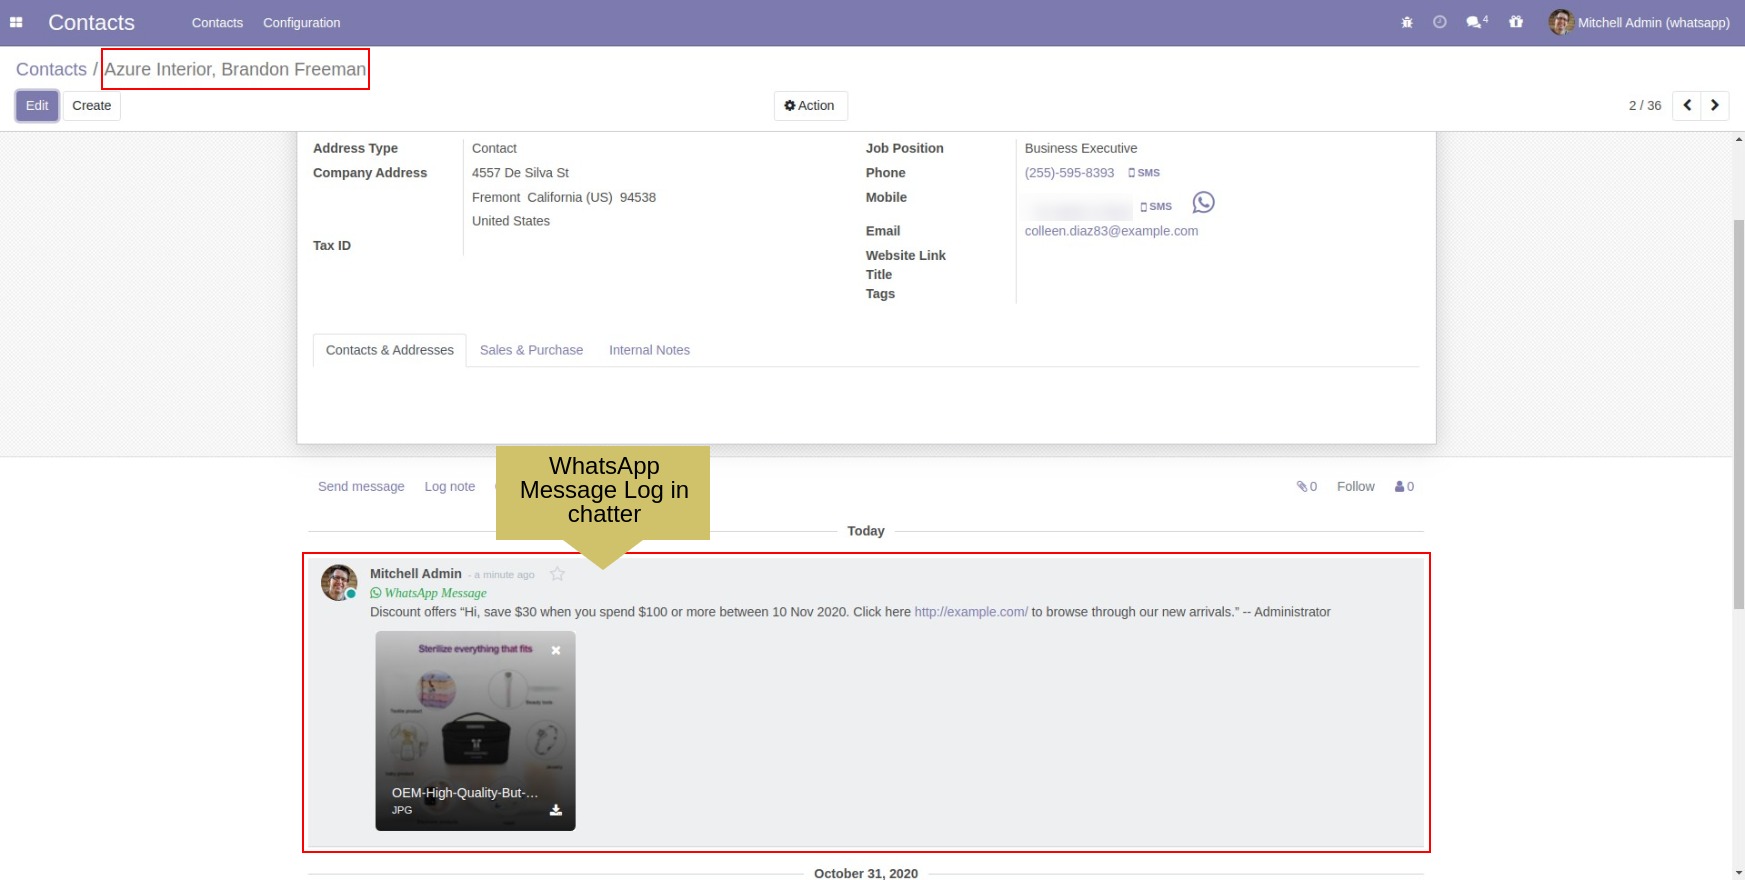 Contacts Contacts Configuration 4 Mitchell Admin (whatsapp)
Contacts / Azure Interior, Brandon Freeman
Edit Create Action 2 / 36
Address Type Contact
Company Address 4557 De Silva St
Fremont California (US) 94538
United States
Tax ID
Job Position Business Executive
Phone (255)-595-8393 SMS
Mobile SMS
Email colleen.diaz83@example.com
Website Link
Title
Tags
Contacts & Addresses Sales & Purchase Internal Notes
WhatsApp
Message Log in
chatter
Send message Log note 0 Follow 0
Today
Mitchell Admin - a minute ago
WhatsApp Message
Discount offers “Hi, save $30 when you spend $100 or more between 10 Nov 2020. Click here http://example.com/ to browse through our new arrivals.” -- Administrator
Sterilize everything that fits
Beauty tools
Jewelry
OEM-High-Quality-But-...
JPG
October 31, 2020